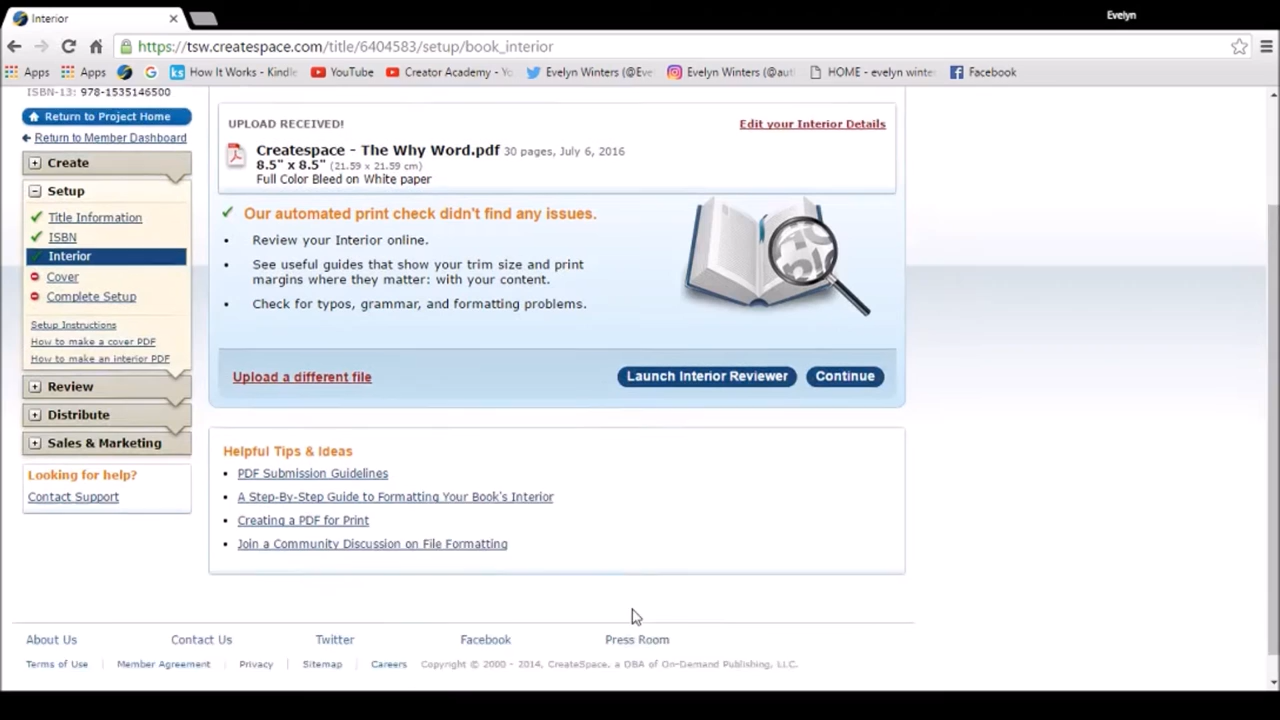 Interior
Evelyn
https://tsw.createspace.com/title/6404583/setup/book_interior
Apps
Apps
G
ks How It Works - Kindle
YouTube
Creator Academy - Yo
Evelyn Winters (@Eve
Evelyn Winters (@aut
HOME - evelyn winte
Facebook
ISBN-13: 978-1535146500
Return to Project Home
Return to Member Dashboard
Create
Setup
Title Information
ISBN
Interior
Cover
Complete Setup
Setup Instructions
How to make a cover PDF
How to make an interior PDF
Review
Distribute
Sales & Marketing
Looking for help?
Contact Support
UPLOAD RECEIVED!
Edit your Interior Details
Createspace - The Why Word.pdf 30 pages, July 6, 2016
8.5" x 8.5" (21.59 x 21.59 cm)
Full Color Bleed on White paper
Our automated print check didn't find any issues.
• Review your Interior online.
• See useful guides that show your trim size and print
margins where they matter: with your content.
• Check for typos, grammar, and formatting problems.
Upload a different file
Launch Interior Reviewer
Continue
Helpful Tips & Ideas
• PDF Submission Guidelines
• A Step-By-Step Guide to Formatting Your Book's Interior
• Creating a PDF for Print
• Join a Community Discussion on File Formatting
About Us
Contact Us
Twitter
Facebook
Press Room
Terms of Use
Member Agreement
Privacy
Sitemap
Careers
Copyright © 2000 - 2014, CreateSpace, a DBA of On-Demand Publishing, LLC.